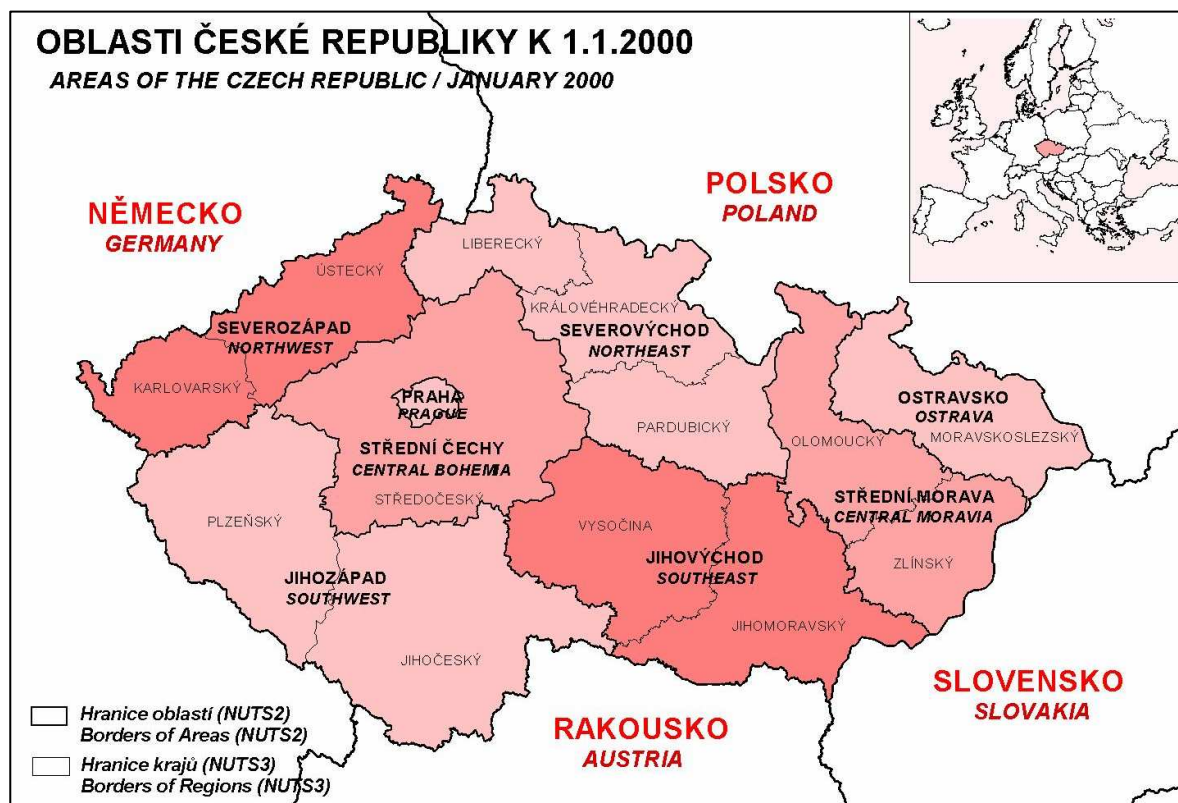 OBLASTI ČESKÉ REPUBLIKY K 1.1.2000
AREAS OF THE CZECH REPUBLIC / JANUARY 2000
NĚMECKO
GERMANY
POLSKO
POLAND
LIBERECKÝ
ÚSTECKÝ
KRÁLOVÉHRADECKÝ
SEVEROZÁPAD
NORTHWEST
SEVEROVÝCHOD
NORTHEAST
KARLOVARSKÝ
PRAHA
PRAGUE
OSTRAVSKO
OSTRAVA
PARDUBICKÝ
OLOMOUCKÝ
MORAVSKOSLEZSKÝ
STŘEDNÍ ČECHY
CENTRAL BOHEMIA
STŘEDOČESKÝ
STŘEDNÍ MORAVA
CENTRAL MORAVIA
PLZEŇSKÝ
VYSOČINA
JIHOVÝCHOD
SOUTHEAST
ZLÍNSKÝ
JIHOZÁPAD
SOUTHWEST
JIHOMORAVSKÝ
JIHOČESKÝ
SLOVENSKO
SLOVAKIA
RAKOUSKO
AUSTRIA
Hranice oblastí (NUTS2)
Borders of Areas (NUTS2)
Hranice krajů (NUTS3)
Borders of Regions (NUTS3)